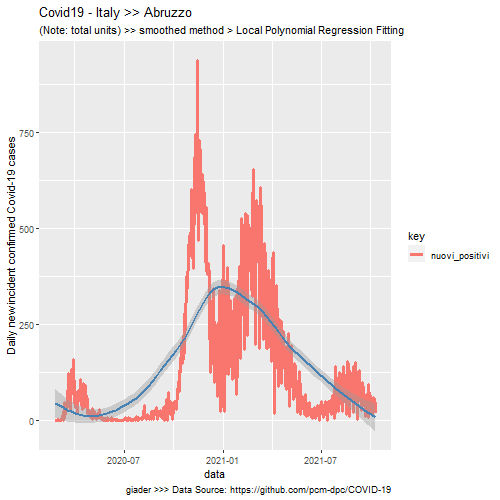 Covid19 - Italy >> Abruzzo
(Note: total units) >> smoothed method > Local Polynomial Regression Fitting
Daily newincident confirmed Covid-19 cases
750
500
250
0
2020-07
2021-01
2021-07
data
key
nuovi_positivi
giader >>> Data Source: https://github.com/pcm-dpc/COVID-19